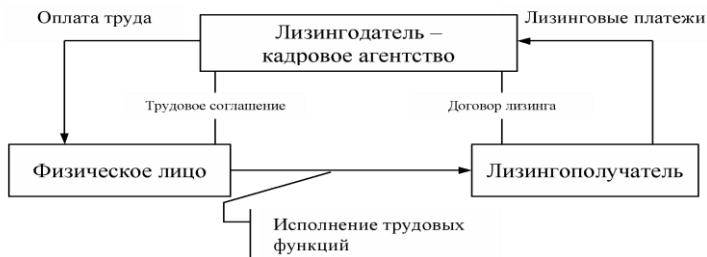 Оплата труда
Лизинговые платежи
Лизингодатель –
кадровое агентство
Трудовое соглашение
Договор лизинга
Физическое лицо
Лизингополучатель
Исполнение трудовых
функций